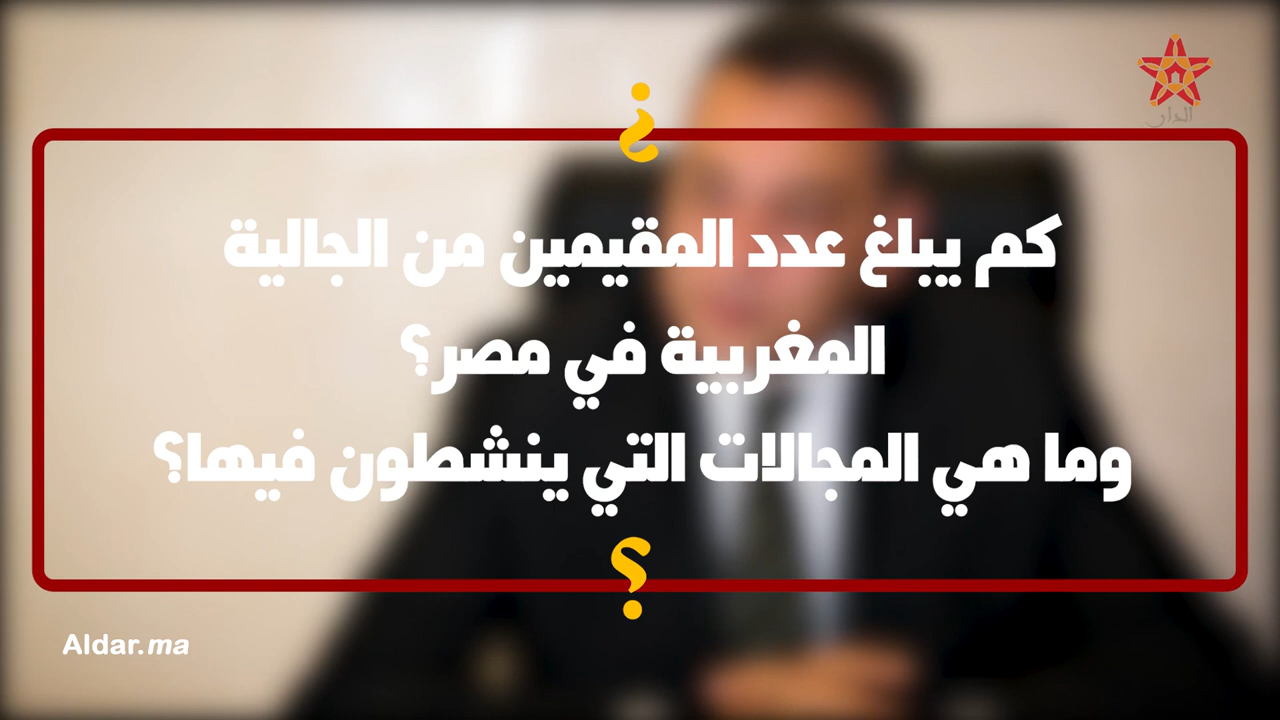 الدار
¿
كم يبلغ عدد المقيمين من الجالية
المغربية في مصر؟
وما هي المجالات التي ينشطون فيها؟
؟
Aldar.ma